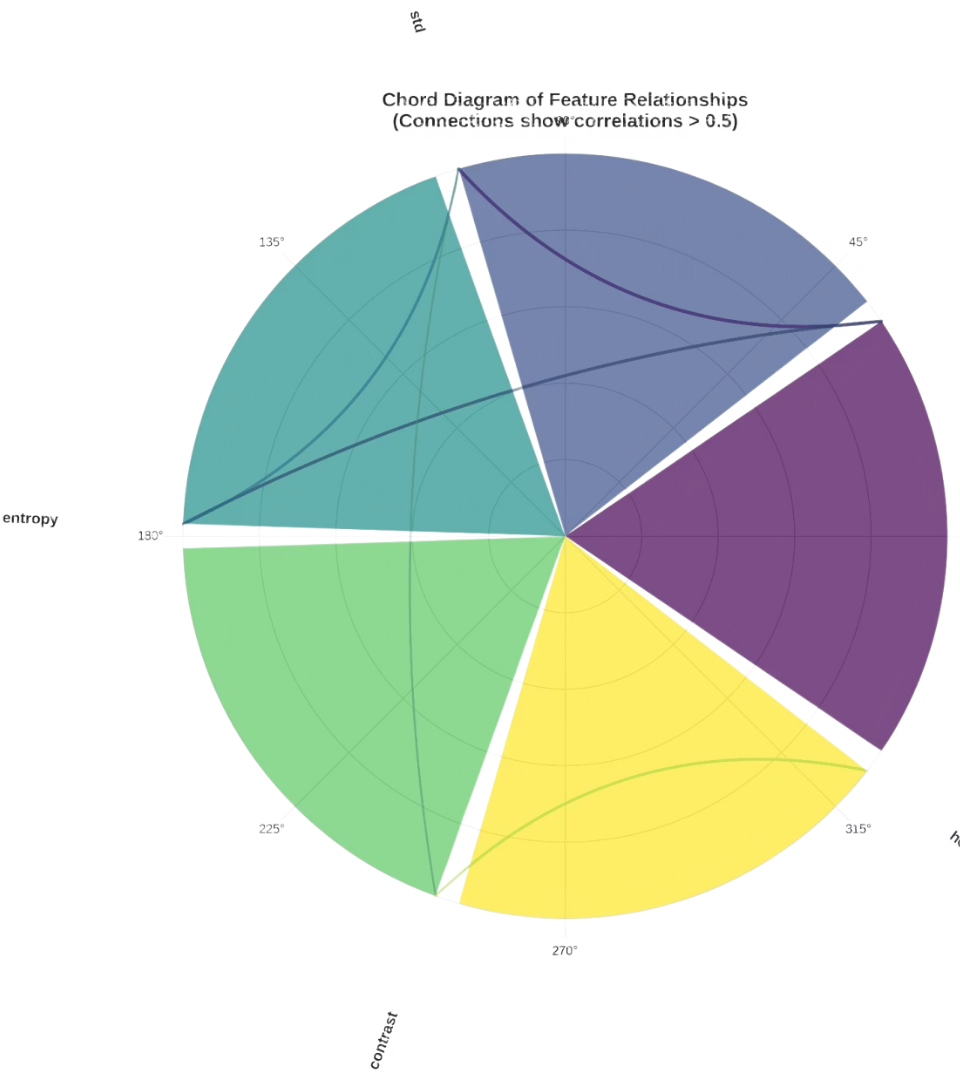 std
Chord Diagram of Feature Relationships
(Connections show correlations > 0.5)
45°
135°
entropy
180°
225°
315°
270°
contrast